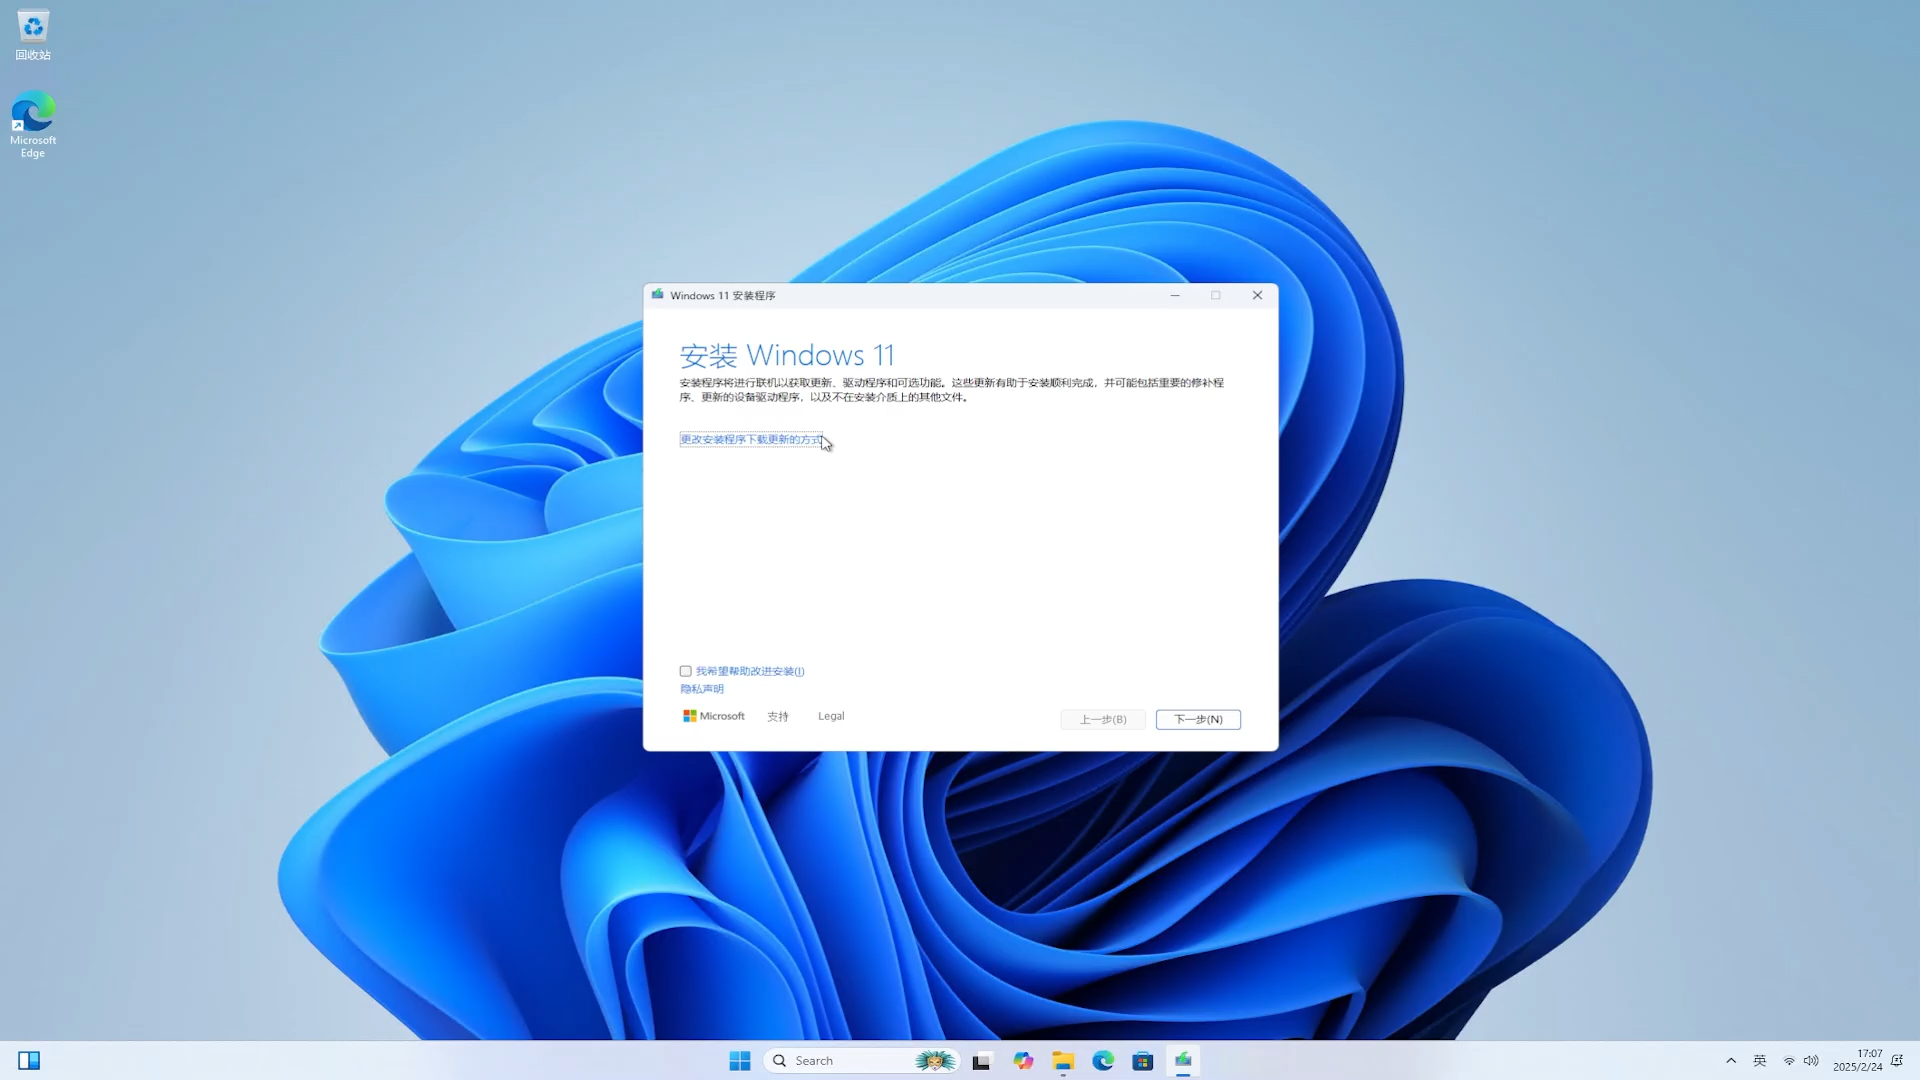 回收站
Microsoft
Edge
Windows 11 安装程序
安装 Windows 11
安装程序将进行联机以获取更新、驱动程序和可选功能。这些更新有助于安装顺利完成，并可能包括重要的修补程
序、更新的设备驱动程序，以及不在安装介质上的其他文件。
更改安装程序下载更新的方式
我希望帮助改进安装(I)
隐私声明
Microsoft 支持 Legal
上一步(B) 下一步(N)
Search
英
17:07
2025/2/24